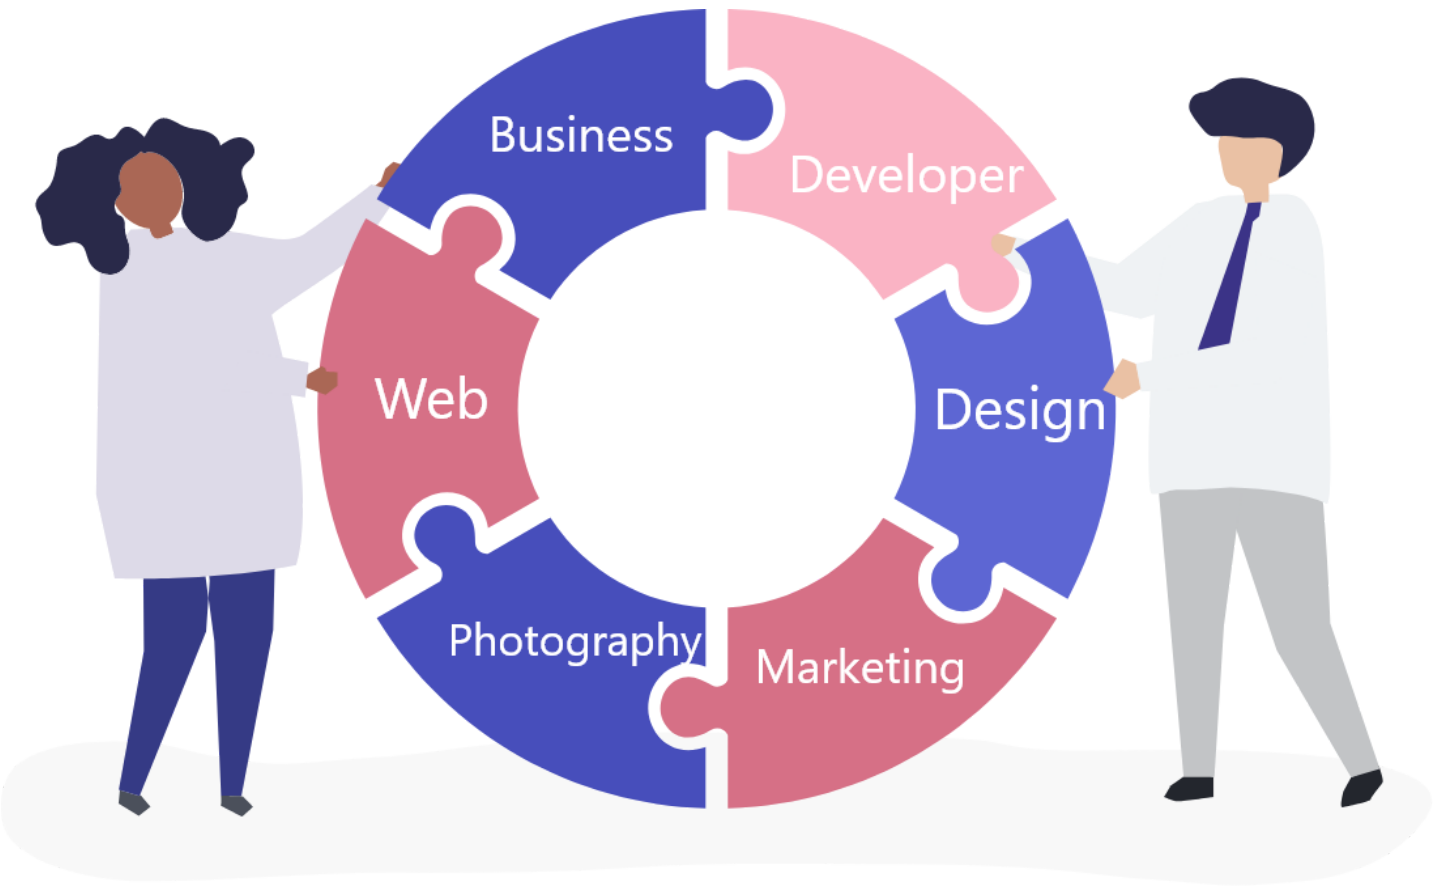 Business
Developer
Web
Design
Photography
Marketing